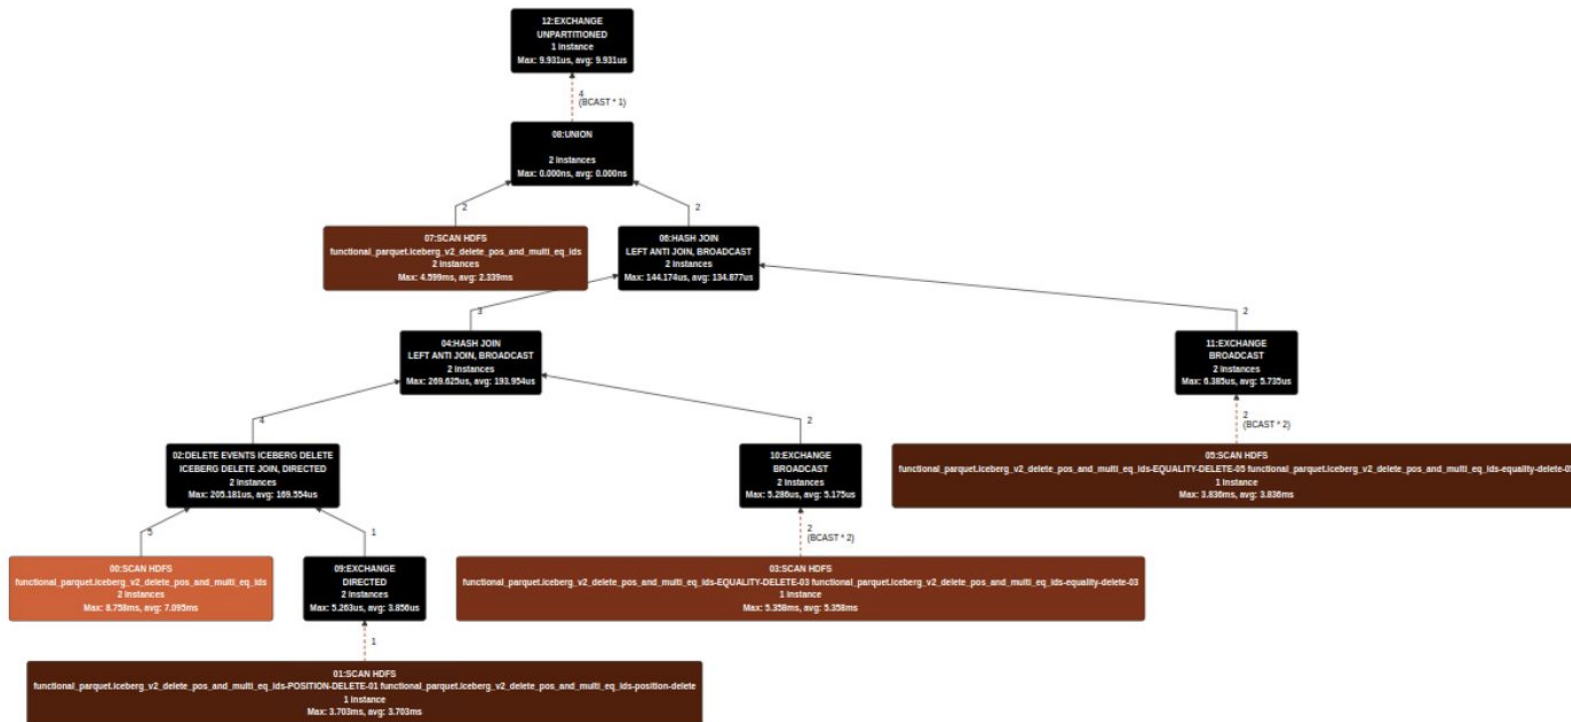 12:EXCHANGE
UNPARTITIONED
1 instance
Max: 9.931us, avg: 9.931us
4
(BCAST * 1)
08:UNION
2 instances
Max: 0.000ns, avg: 0.000ns
2
2
07:SCAN HDFS
functional_parquet.iceberg_v2_delete_pos_and_multi_eq_ids
2 instances
Max: 4.599ms, avg: 2.339ms
06:HASH JOIN
LEFT ANTI JOIN, BROADCAST
2 instances
Max: 144.174us, avg: 134.877us
3
2
04:HASH JOIN
LEFT ANTI JOIN, BROADCAST
2 instances
Max: 269.625us, avg: 193.954us
11:EXCHANGE
BROADCAST
2 instances
Max: 6.385us, avg: 5.735us
4
2
2
(BCAST * 2)
02:DELETE EVENTS ICEBERG DELETE
ICEBERG DELETE JOIN, DIRECTED
2 instances
Max: 205.181us, avg: 169.554us
10:EXCHANGE
BROADCAST
2 instances
Max: 5.286us, avg: 5.175us
05:SCAN HDFS
functional_parquet.iceberg_v2_delete_pos_and_multi_eq_ids-EQUALITY-DELETE-05 functional_parquet.iceberg_v2_delete_pos_and_multi_eq_ids-equality-delete-05
1 instance
Max: 3.836ms, avg: 3.836ms
5
1
2
(BCAST * 2)
00:SCAN HDFS
functional_parquet.iceberg_v2_delete_pos_and_multi_eq_ids
2 instances
Max: 8.758ms, avg: 7.095ms
09:EXCHANGE
DIRECTED
2 instances
Max: 5.263us, avg: 3.856us
03:SCAN HDFS
functional_parquet.iceberg_v2_delete_pos_and_multi_eq_ids-EQUALITY-DELETE-03 functional_parquet.iceberg_v2_delete_pos_and_multi_eq_ids-equality-delete-03
1 instance
Max: 5.358ms, avg: 5.358ms
1
01:SCAN HDFS
functional_parquet.iceberg_v2_delete_pos_and_multi_eq_ids-POSITION-DELETE-01 functional_parquet.iceberg_v2_delete_pos_and_multi_eq_ids-position-delete
1 instance
Max: 3.703ms, avg: 3.703ms